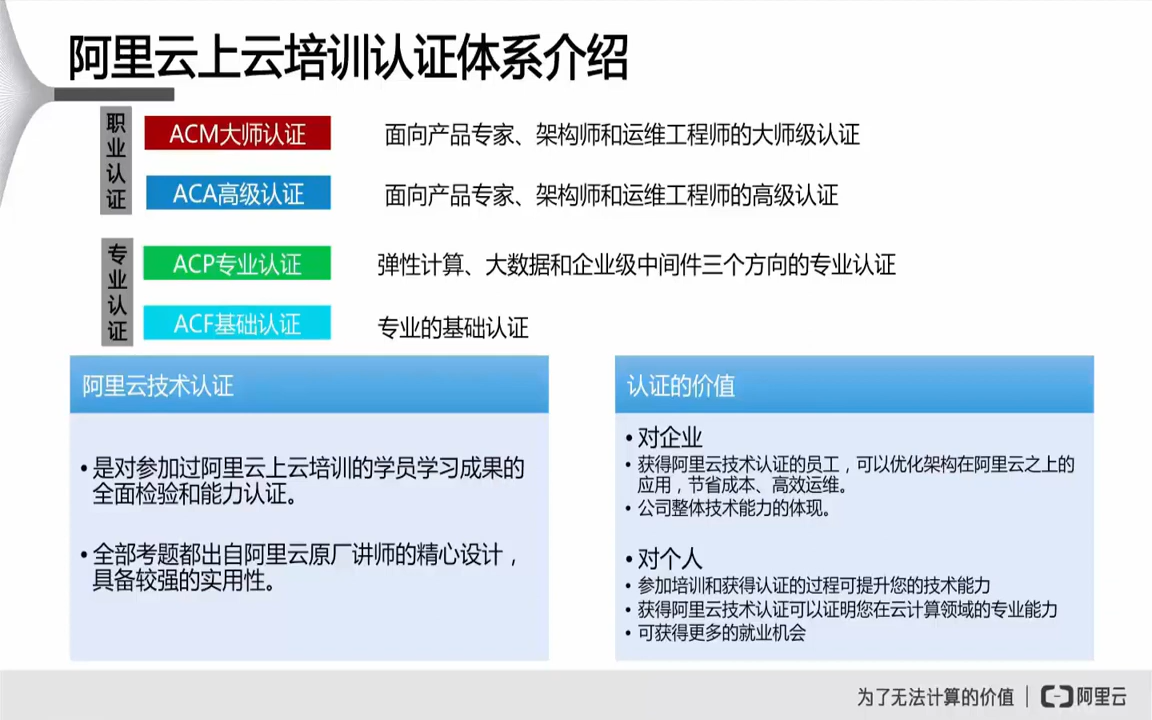 阿里云上云培训认证体系介绍
职业认证
ACM大师认证
面向产品专家、架构师和运维工程师的大师级认证
ACA高级认证
面向产品专家、架构师和运维工程师的高级认证
专业认证
ACP专业认证
弹性计算、大数据和企业级中间件三个方向的专业认证
ACF基础认证
专业的基础认证
阿里云技术认证
• 是对参加过阿里云上云培训的学员学习成果的
全面检验和能力认证。
• 全部考题都出自阿里云原厂讲师的精心设计，
具备较强的实用性。
认证的价值
• 对企业
• 获得阿里云技术认证的员工，可以优化架构在阿里云之上的
应用，节省成本、高效运维。
• 公司整体技术能力的体现。
• 对个人
• 参加培训和获得认证的过程可提升您的技术能力
• 获得阿里云技术认证可以证明您在云计算领域的专业能力
• 可获得更多的就业机会
为了无法计算的价值 | 阿里云